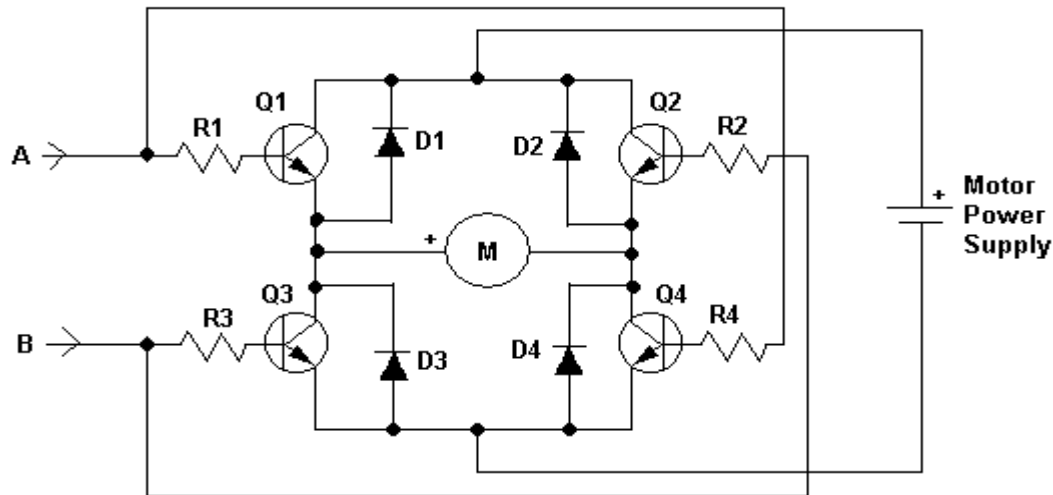 Q1
Q2
R1
R2
D1
D2
A
+
Motor
Power
Supply
+
M
Q3
Q4
R3
R4
B
D3
D4